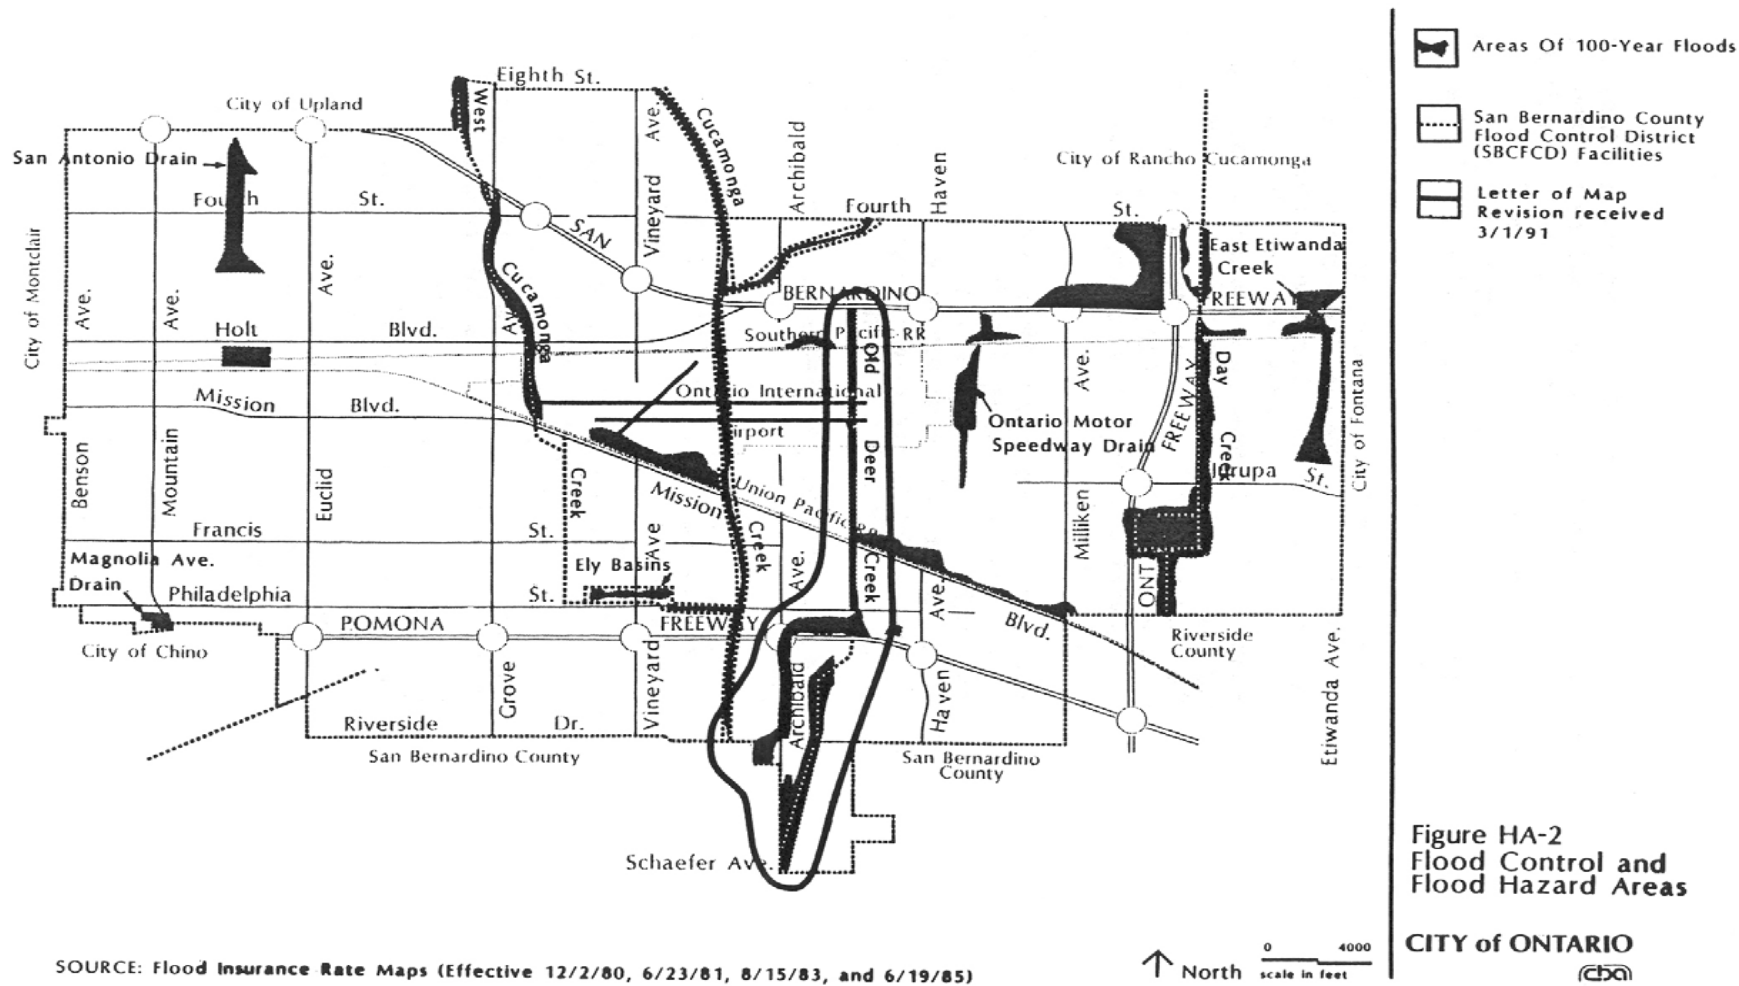 Eighth St.
City of Upland
West
Cucamonga
Ave.
Archibald
Haven
City of Rancho Cucamonga
San Antonio Drain
Fourth St.
Vineyard
Fourth
St.
SAN
East Etiwanda
Creek
City of Montclair
Ave.
Ave.
Ave.
Cucamonga
BERNARDINO
FREEWAY
Holt Blvd.
Southern Pacific RR
Old
Day
Ave.
FREEWAY
Mission Blvd.
Ontario International
Airport
Ontario Motor
Speedway Drain
City of Fontana
Benson
Mountain
Euclid
Creek
Mission
Union Pacific RR
Deer
Creek
Jurupa St.
Milliken
Francis St.
Ave
Creek
Ave.
Creek
Magnolia Ave.
Drain
Ely Basins
Philadelphia St.
Ave.
ONT
POMONA FREEWAY
Blvd.
City of Chino
Riverside
County
Grove
Vineyard
Archibald
Haven
Etiwanda Ave.
Riverside Dr.
San Bernardino County
San Bernardino
County
Schaefer Ave.
SOURCE: Flood Insurance Rate Maps (Effective 12/2/80, 6/23/81, 8/15/83, and 6/19/85)
North
0 4000
scale in feet
Areas Of 100-Year Floods
San Bernardino County
Flood Control District
(SBCFCD) Facilities
Letter of Map
Revision received
3/1/91
Figure HA-2
Flood Control and
Flood Hazard Areas
CITY of ONTARIO
cba